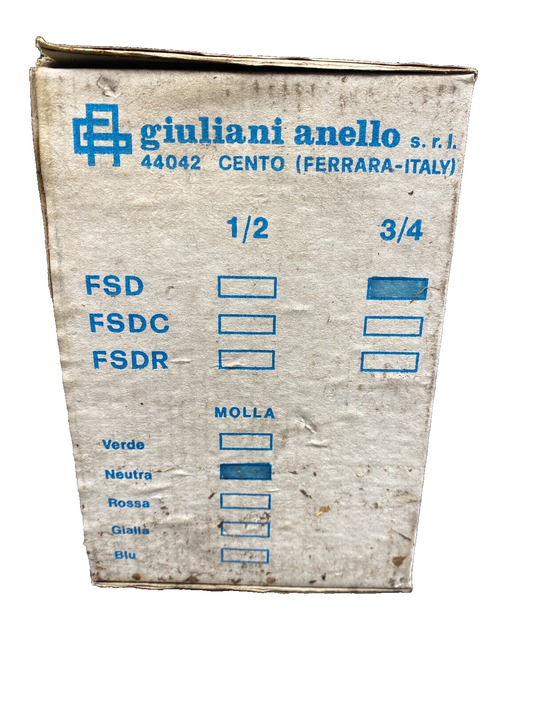 giuliani anello s. r. l.
44042 CENTO (FERRARA-ITALY)
1/2 3/4
FSD
FSDC
FSDR
MOLLA
Verde
Neutra
Rossa
Gialla
Blu